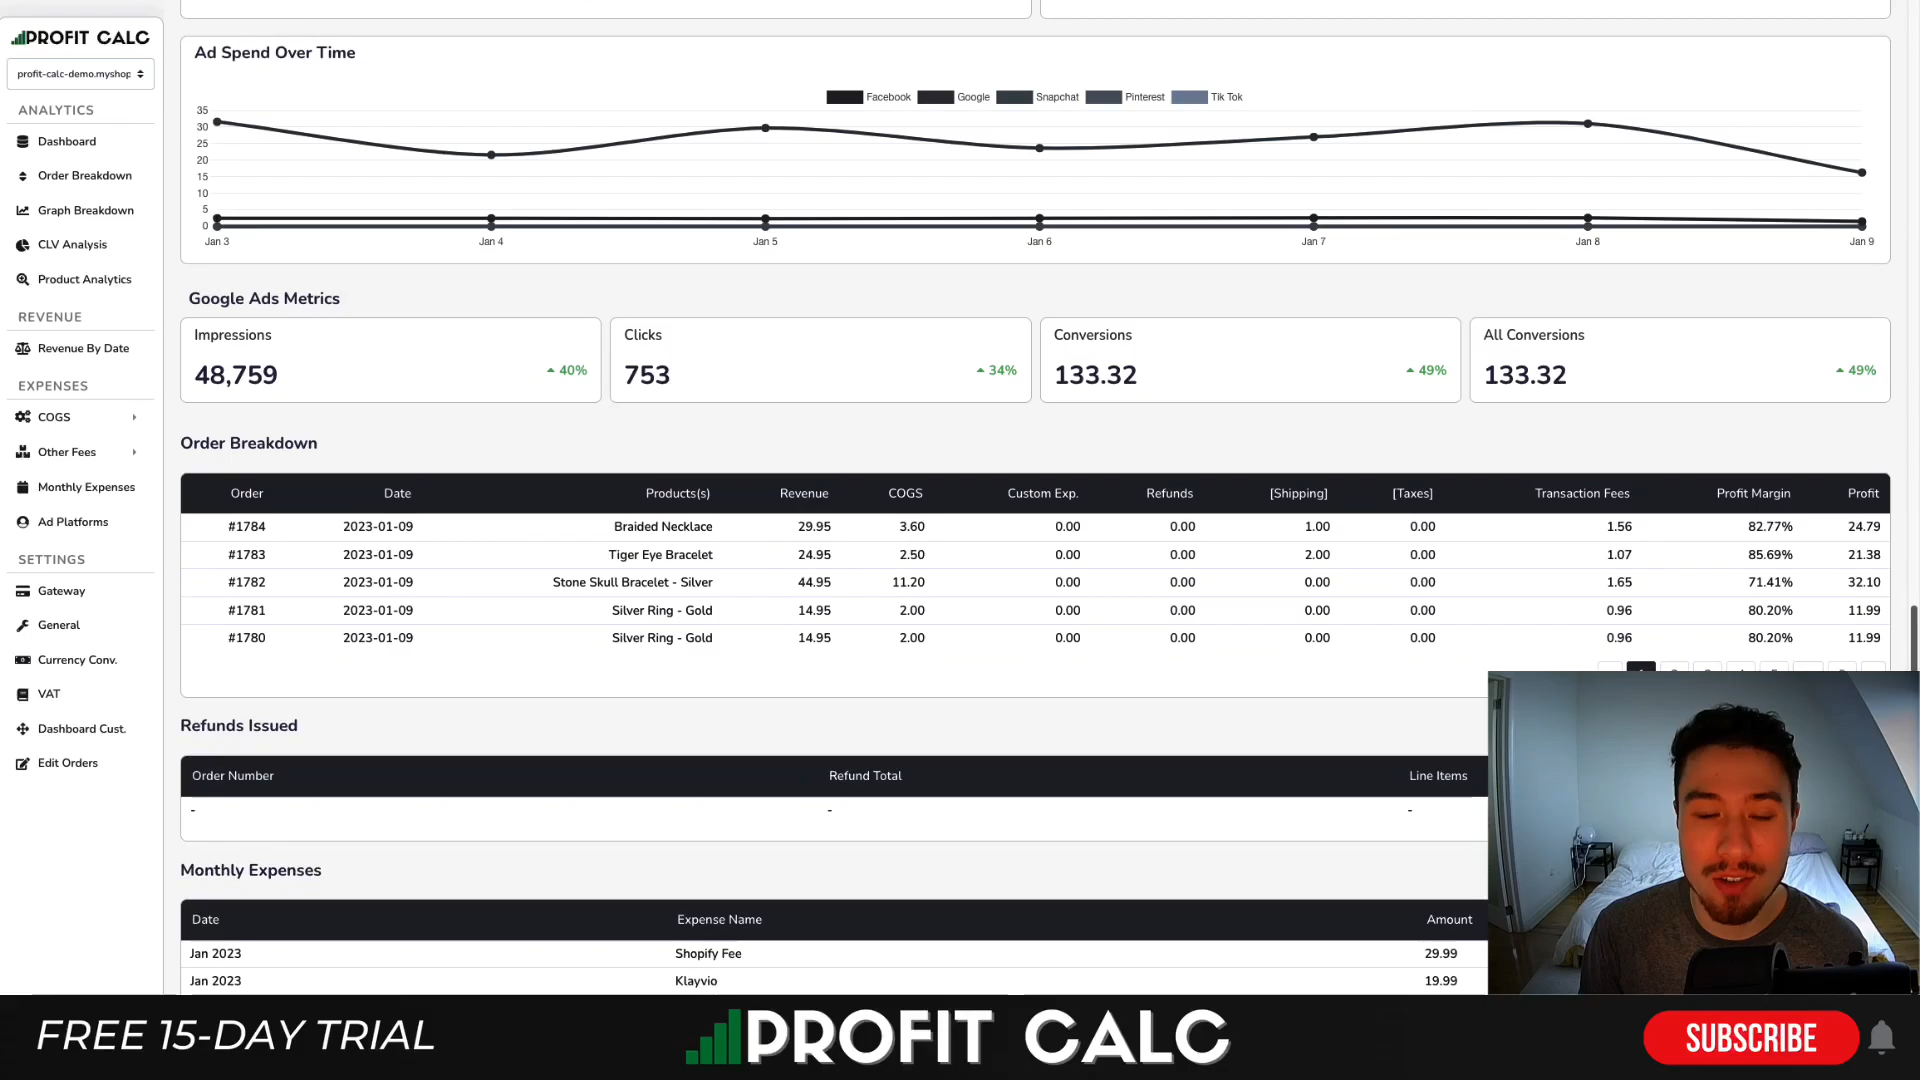 PROFIT CALC
profit-calc-demo.myshop
ANALYTICS
Dashboard
Order Breakdown
Graph Breakdown
CLV Analysis
Product Analytics
REVENUE
Revenue By Date
EXPENSES
COGS
Other Fees
Monthly Expenses
Ad Platforms
SETTINGS
Gateway
General
Currency Conv.
VAT
Dashboard Cust.
Edit Orders
Ad Spend Over Time
Facebook Google Snapchat Pinterest Tik Tok
35
30
25
20
15
10
5
0
Jan 3 Jan 4 Jan 5 Jan 6 Jan 7 Jan 8 Jan 9
Google Ads Metrics
Impressions Clicks Conversions All Conversions
48,759 40% 753 34% 133.32 49% 133.32 49%
Order Breakdown
Order Date Products(s) Revenue COGS Custom Exp. Refunds [Shipping] [Taxes] Transaction Fees Profit Margin Profit
#1784 2023-01-09 Braided Necklace 29.95 3.60 0.00 0.00 1.00 0.00 1.56 82.77% 24.79
#1783 2023-01-09 Tiger Eye Bracelet 24.95 2.50 0.00 0.00 2.00 0.00 1.07 85.69% 21.38
#1782 2023-01-09 Stone Skull Bracelet - Silver 44.95 11.20 0.00 0.00 0.00 0.00 1.65 71.41% 32.10
#1781 2023-01-09 Silver Ring - Gold 14.95 2.00 0.00 0.00 0.00 0.00 0.96 80.20% 11.99
#1780 2023-01-09 Silver Ring - Gold 14.95 2.00 0.00 0.00 0.00 0.00 0.96 80.20% 11.99
Refunds Issued
Order Number Refund Total Line Items
- - -
Monthly Expenses
Date Expense Name Amount
Jan 2023 Shopify Fee 29.99
Jan 2023 Klayvio 19.99
FREE 15-DAY TRIAL PROFIT CALC SUBSCRIBE